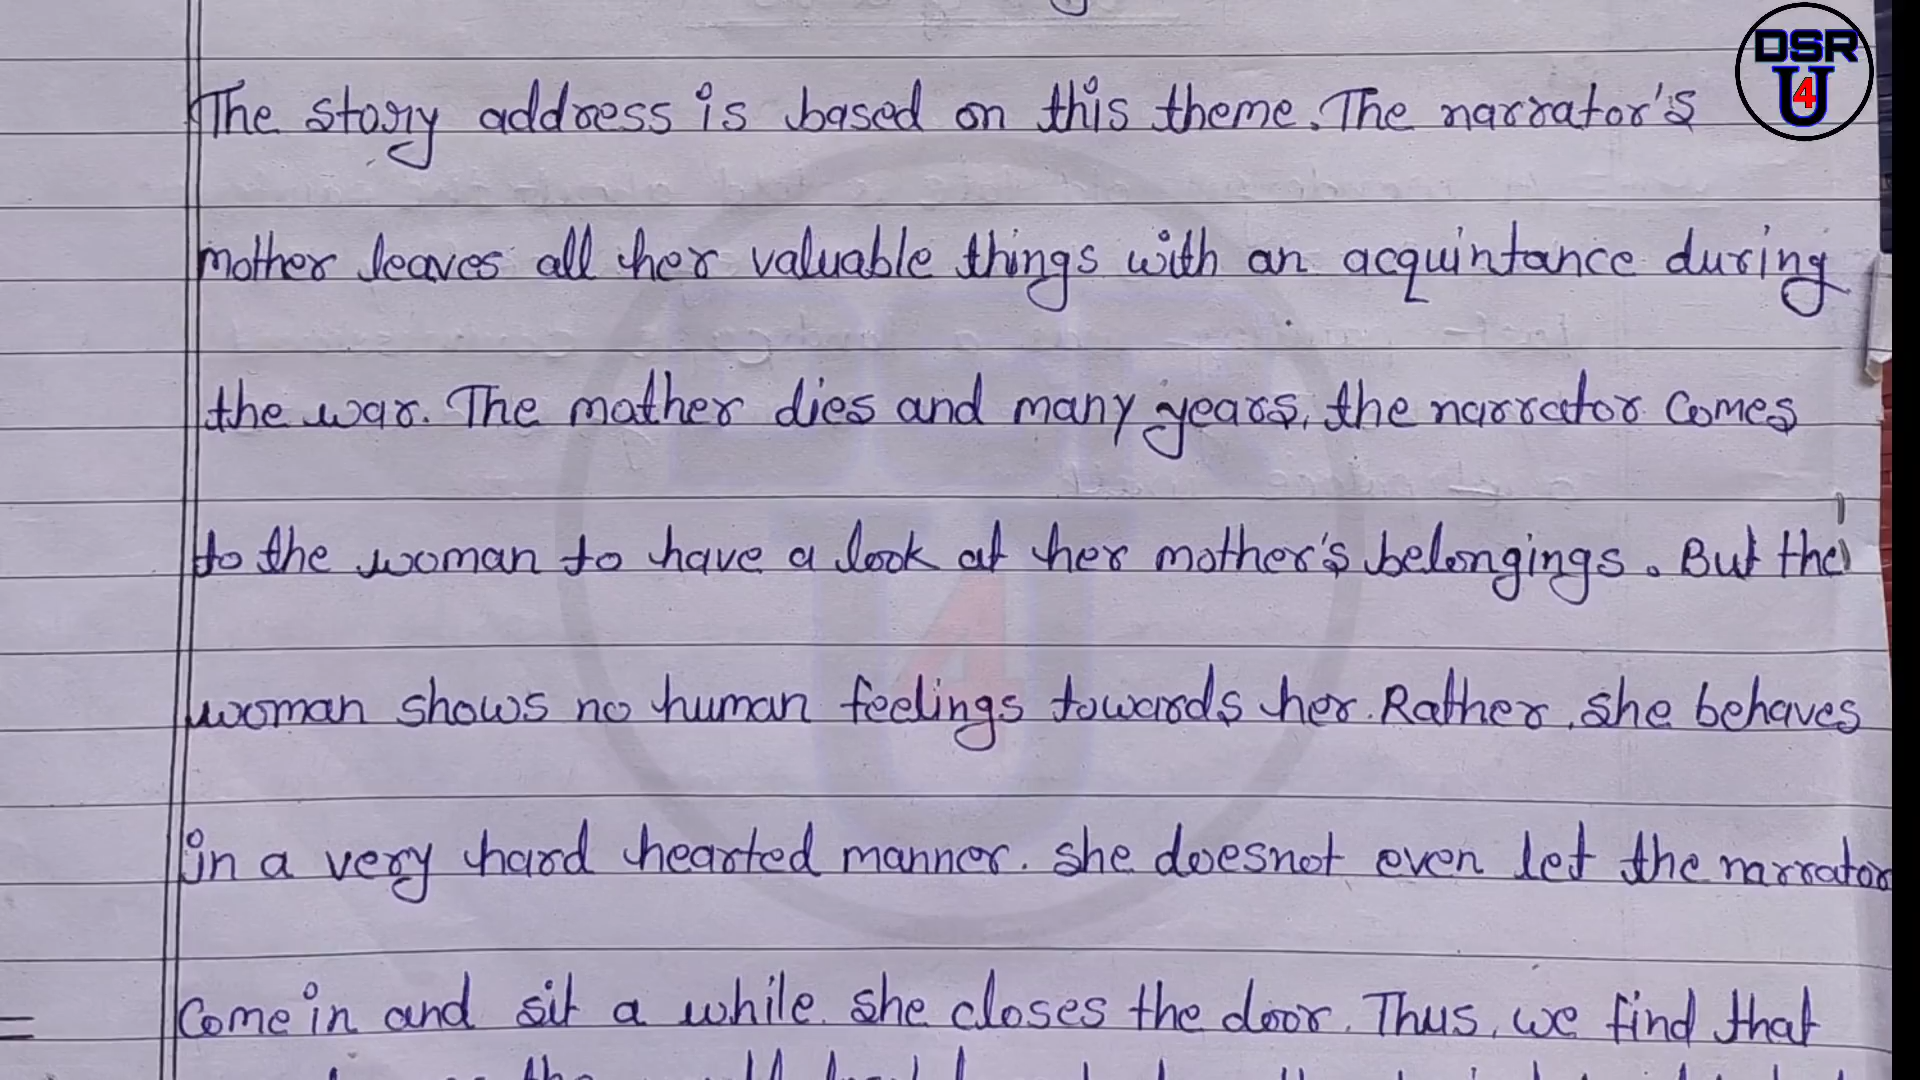 DSR
U
4
The story address is based on this theme. The narrator's
mother leaves all her valuable things with an acquintance during
the war. The mother dies and many years, the narrator comes
to the woman to have a look at her mother's belongings. But the
woman shows no human feelings towards her. Rather, she behaves
in a very hard hearted manner. she doesnot even let the narrator
Come in and sit a while. she closes the door. Thus, we find that